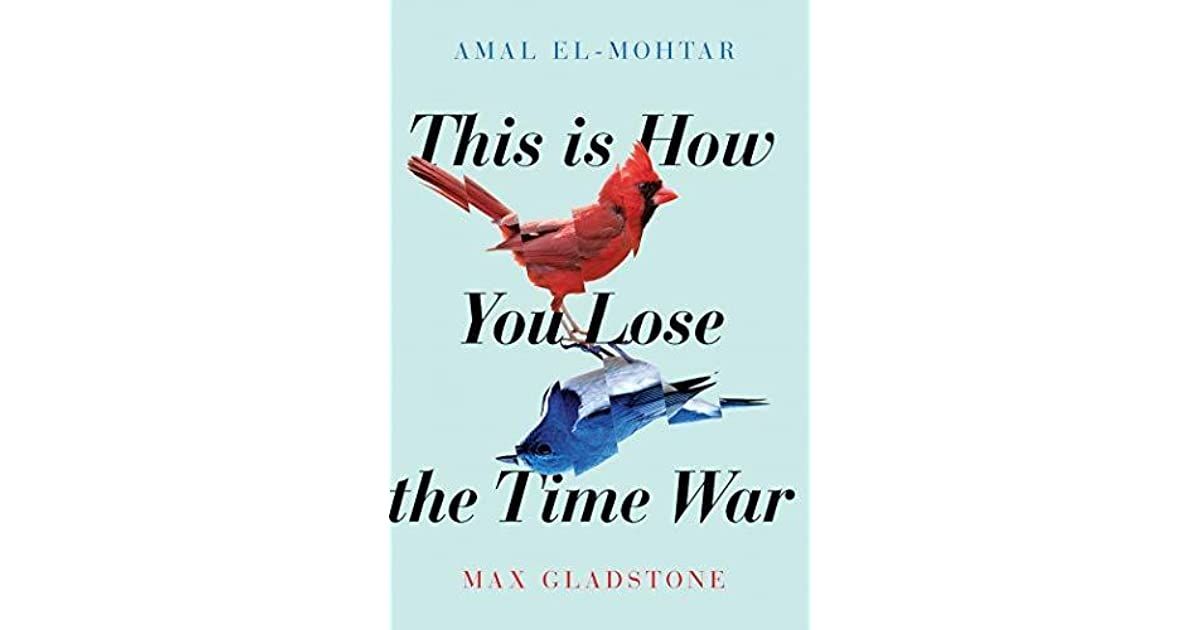 AMAL EL-MOHTAR
This is How
You Lose
the Time War
MAX GLADSTONE